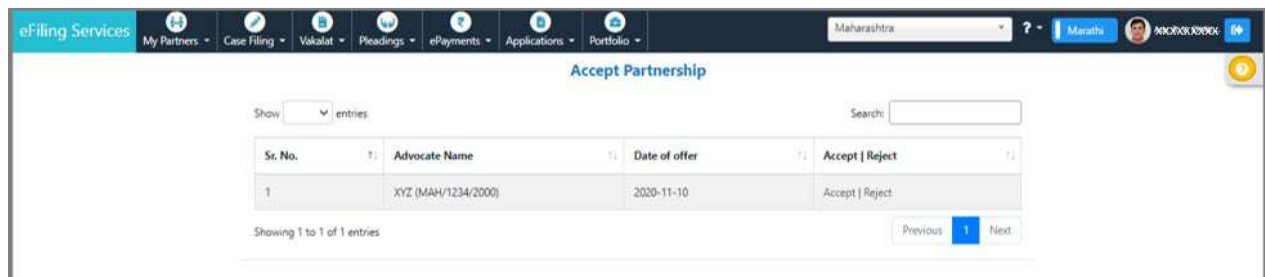 eFiling Services My Partners Case Filing Vakalat Pleadings ePayments Applications Portfolio Maharashtra ? Marathi
Accept Partnership
Show entries Search:
Sr. No. Advocate Name Date of offer Accept | Reject
1 XYZ (MAH/1234/2000) 2020-11-10 Accept | Reject
Showing 1 to 1 of 1 entries Previous 1 Next